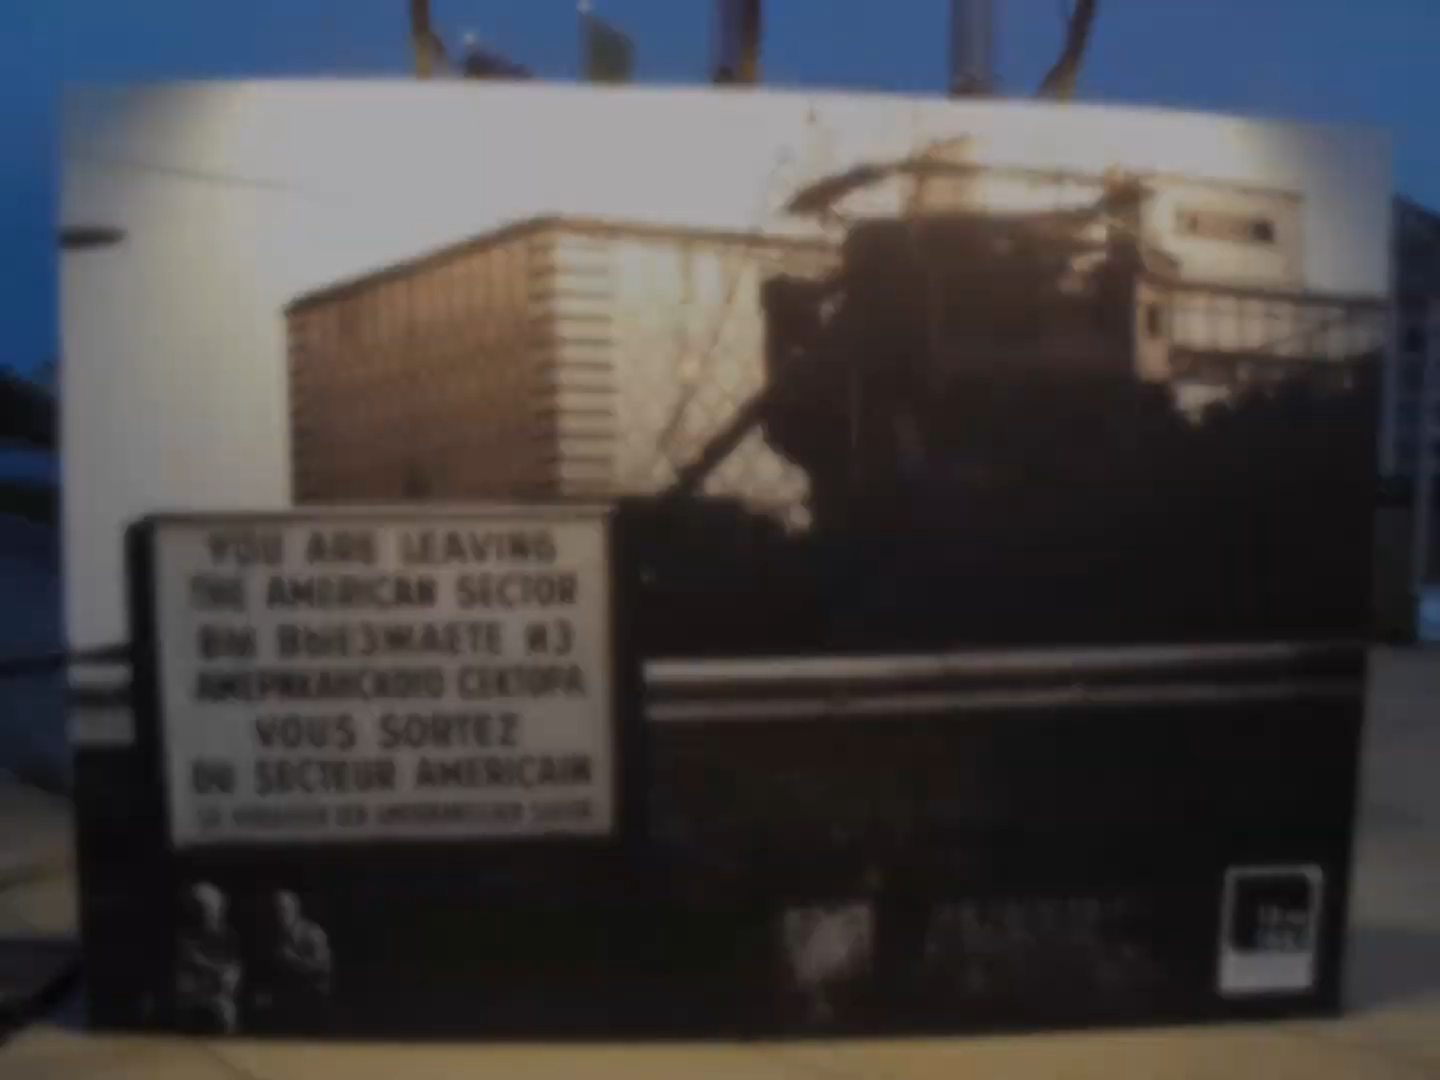 YOU ARE LEAVING
THE AMERICAN SECTOR
ВЫ ВЫЕЗЖАЕТЕ ИЗ
АМЕРИКАНСКОГО СЕКТОРА
VOUS SORTEZ
DU SECTEUR AMERICAIN